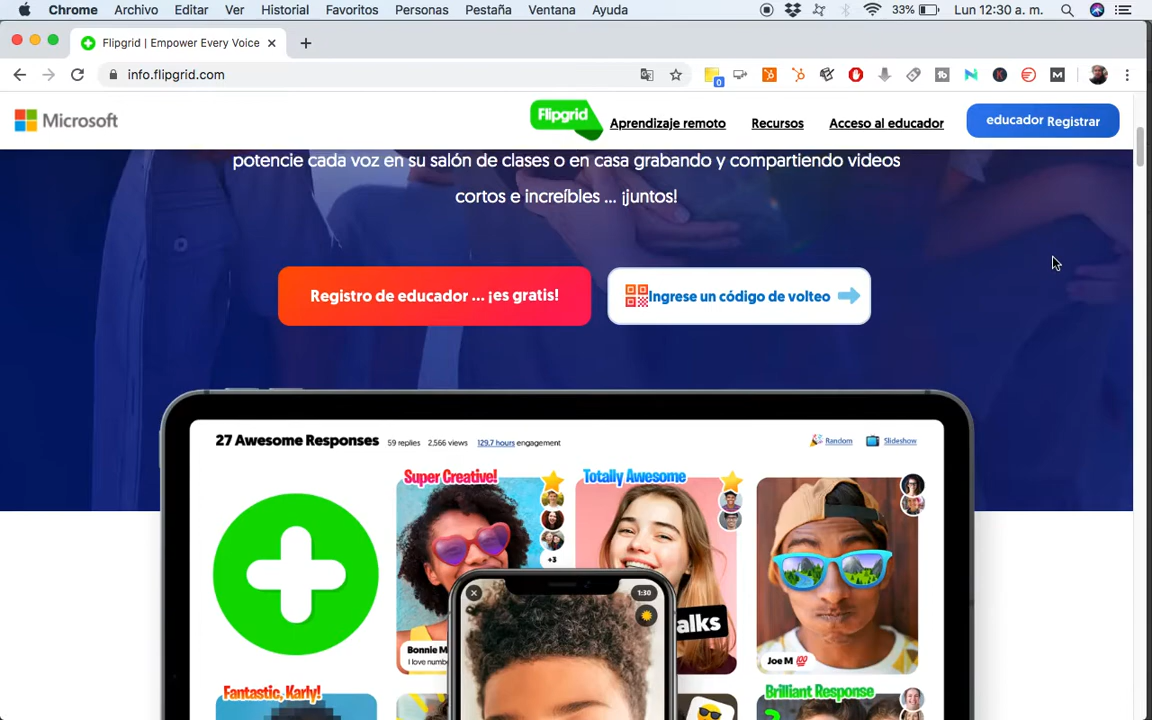 Chrome Archivo Editar Ver Historial Favoritos Personas Pestaña Ventana Ayuda 33% Lun 12:30 a. m.
Flipgrid | Empower Every Voice
info.flipgrid.com
0
Microsoft Flipgrid Aprendizaje remoto Recursos Acceso al educador educador Registrar
potencie cada voz en su salón de clases o en casa grabando y compartiendo videos
cortos e increíbles ... ¡juntos!
Registro de educador ... ¡es gratis! Ingrese un código de volteo
27 Awesome Responses 59 replies 2,566 views 129.7 hours engagement Random Slideshow
Super Creative! Totally Awesome
+3
1:30
alks
Bonnie M
I love numb
Joe M 💯
Fantastic, Karly! Brilliant Response